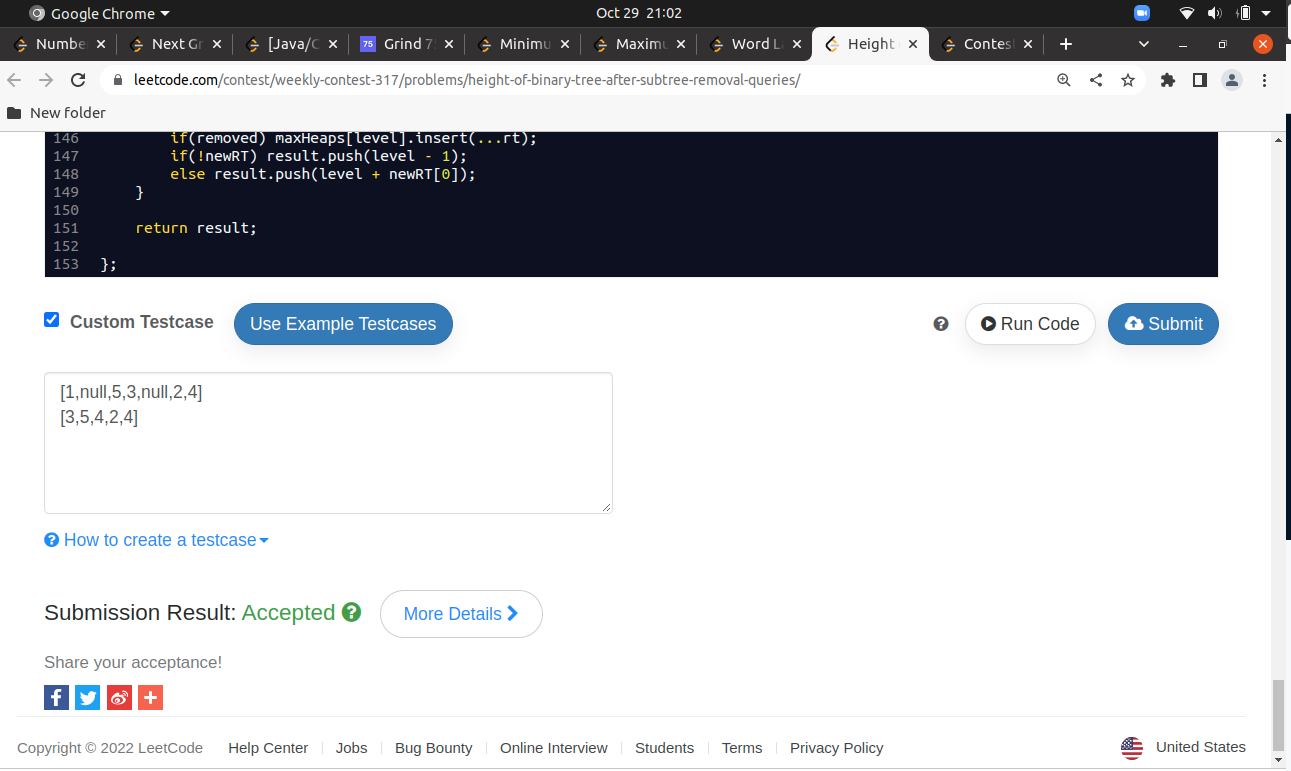 Google Chrome
Oct 29 21:02
Numbe
Next Gr
[Java/C
75
Grind 7
Minimu
Maximu
Word L
Height
Contes
leetcode.com/contest/weekly-contest-317/problems/height-of-binary-tree-after-subtree-removal-queries/
New folder
146 if(removed) maxHeaps[level].insert(...rt);
147 if(!newRT) result.push(level - 1);
148 else result.push(level + newRT[0]);
149 }
150
151 return result;
152
153 };
Custom Testcase
Use Example Testcases
Run Code
Submit
[1,null,5,3,null,2,4]
[3,5,4,2,4]
How to create a testcase
Submission Result: Accepted
More Details
Share your acceptance!
Copyright © 2022 LeetCode
Help Center
Jobs
Bug Bounty
Online Interview
Students
Terms
Privacy Policy
United States